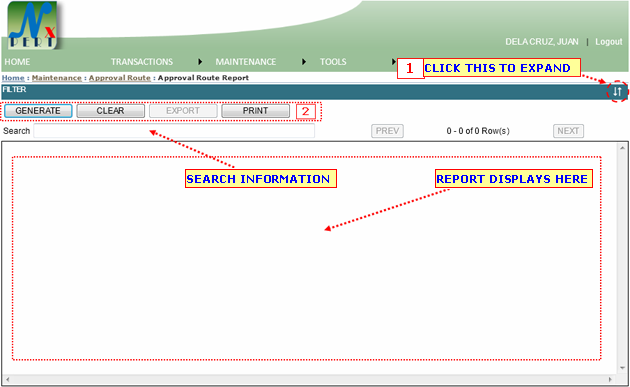 Nx
PERT
DELA CRUZ, JUAN | Logout
HOME TRANSACTIONS MAINTENANCE TOOLS
1 CLICK THIS TO EXPAND
Home : Maintenance : Approval Route : Approval Route Report
FILTER
GENERATE CLEAR EXPORT PRINT 2
Search PREV 0 - 0 of 0 Row(s) NEXT
SEARCH INFORMATION REPORT DISPLAYS HERE